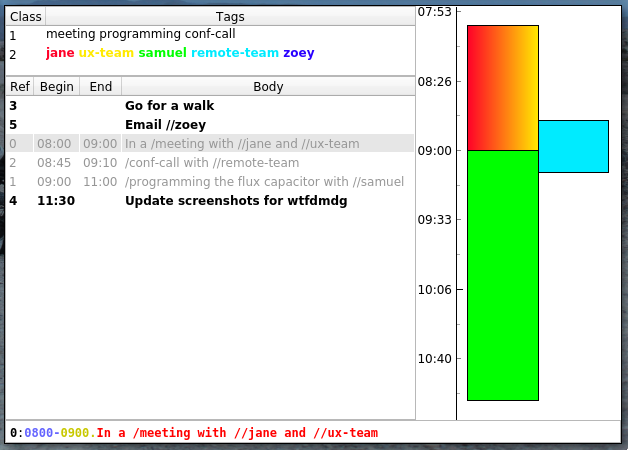 Class Tags
1 meeting programming conf-call
2 jane ux-team samuel remote-team zoey
Ref Begin End Body
3 Go for a walk
5 Email //zoey
0 08:00 09:00 In a /meeting with //jane and //ux-team
2 08:45 09:10 /conf-call with //remote-team
1 09:00 11:00 /programming the flux capacitor with //samuel
4 11:30 Update screenshots for wtfdmdg
0:0800-0900.In a /meeting with //jane and //ux-team
07:53
08:26
09:00
09:33
10:06
10:40